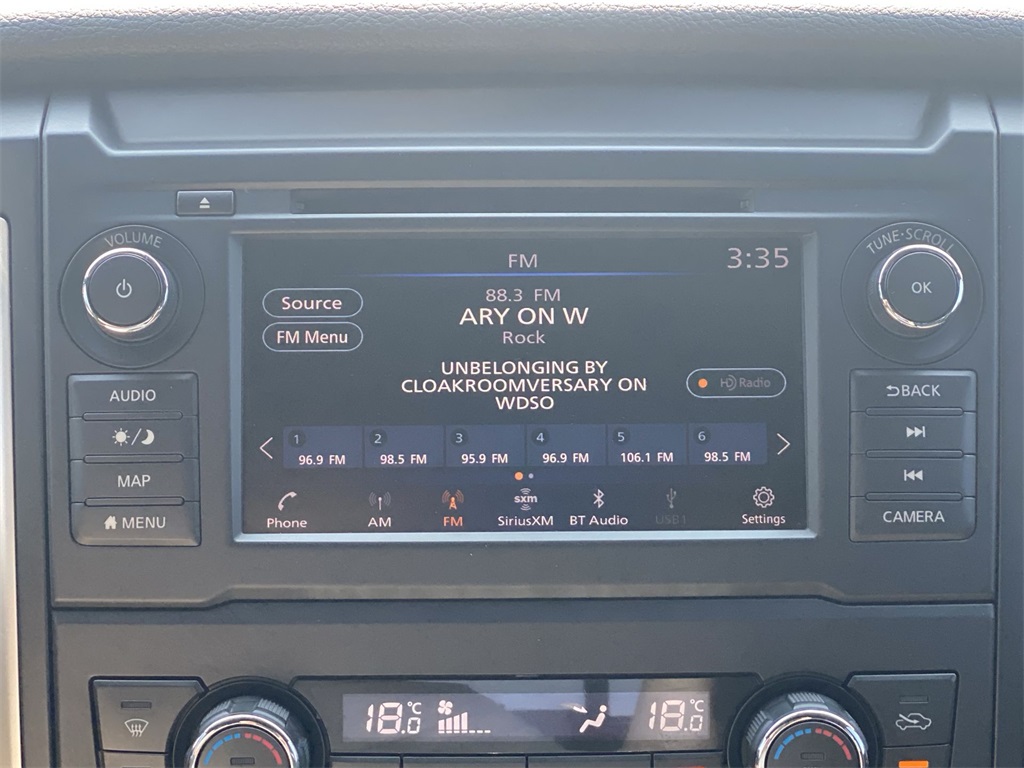 VOLUME
TUNE·SCROLL
FM
3:35
Source
FM Menu
88.3 FM
ARY ON W
Rock
UNBELONGING BY
CLOAKROOMVERSARY ON
WDSO
HD Radio
OK
AUDIO
MAP
MENU
BACK
CAMERA
1 2 3 4 5 6
96.9 FM 98.5 FM 95.9 FM 96.9 FM 106.1 FM 98.5 FM
sxm
Phone AM FM SiriusXM BT Audio USB1 Settings
18.0 °C
18.0 °C